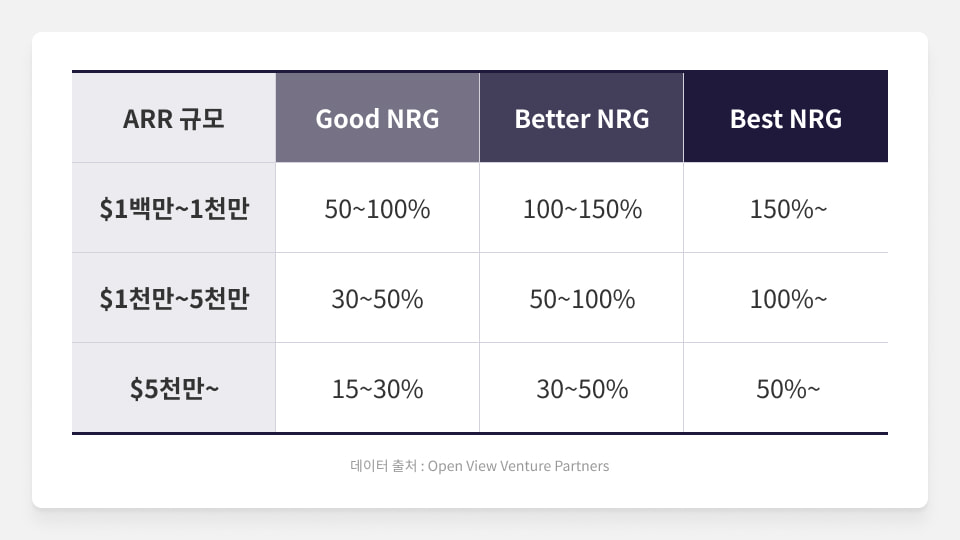 ARR 규모 Good NRG Better NRG Best NRG
$1백만~1천만 50~100% 100~150% 150%~
$1천만~5천만 30~50% 50~100% 100%~
$5천만~ 15~30% 30~50% 50%~
데이터 출처 : Open View Venture Partners